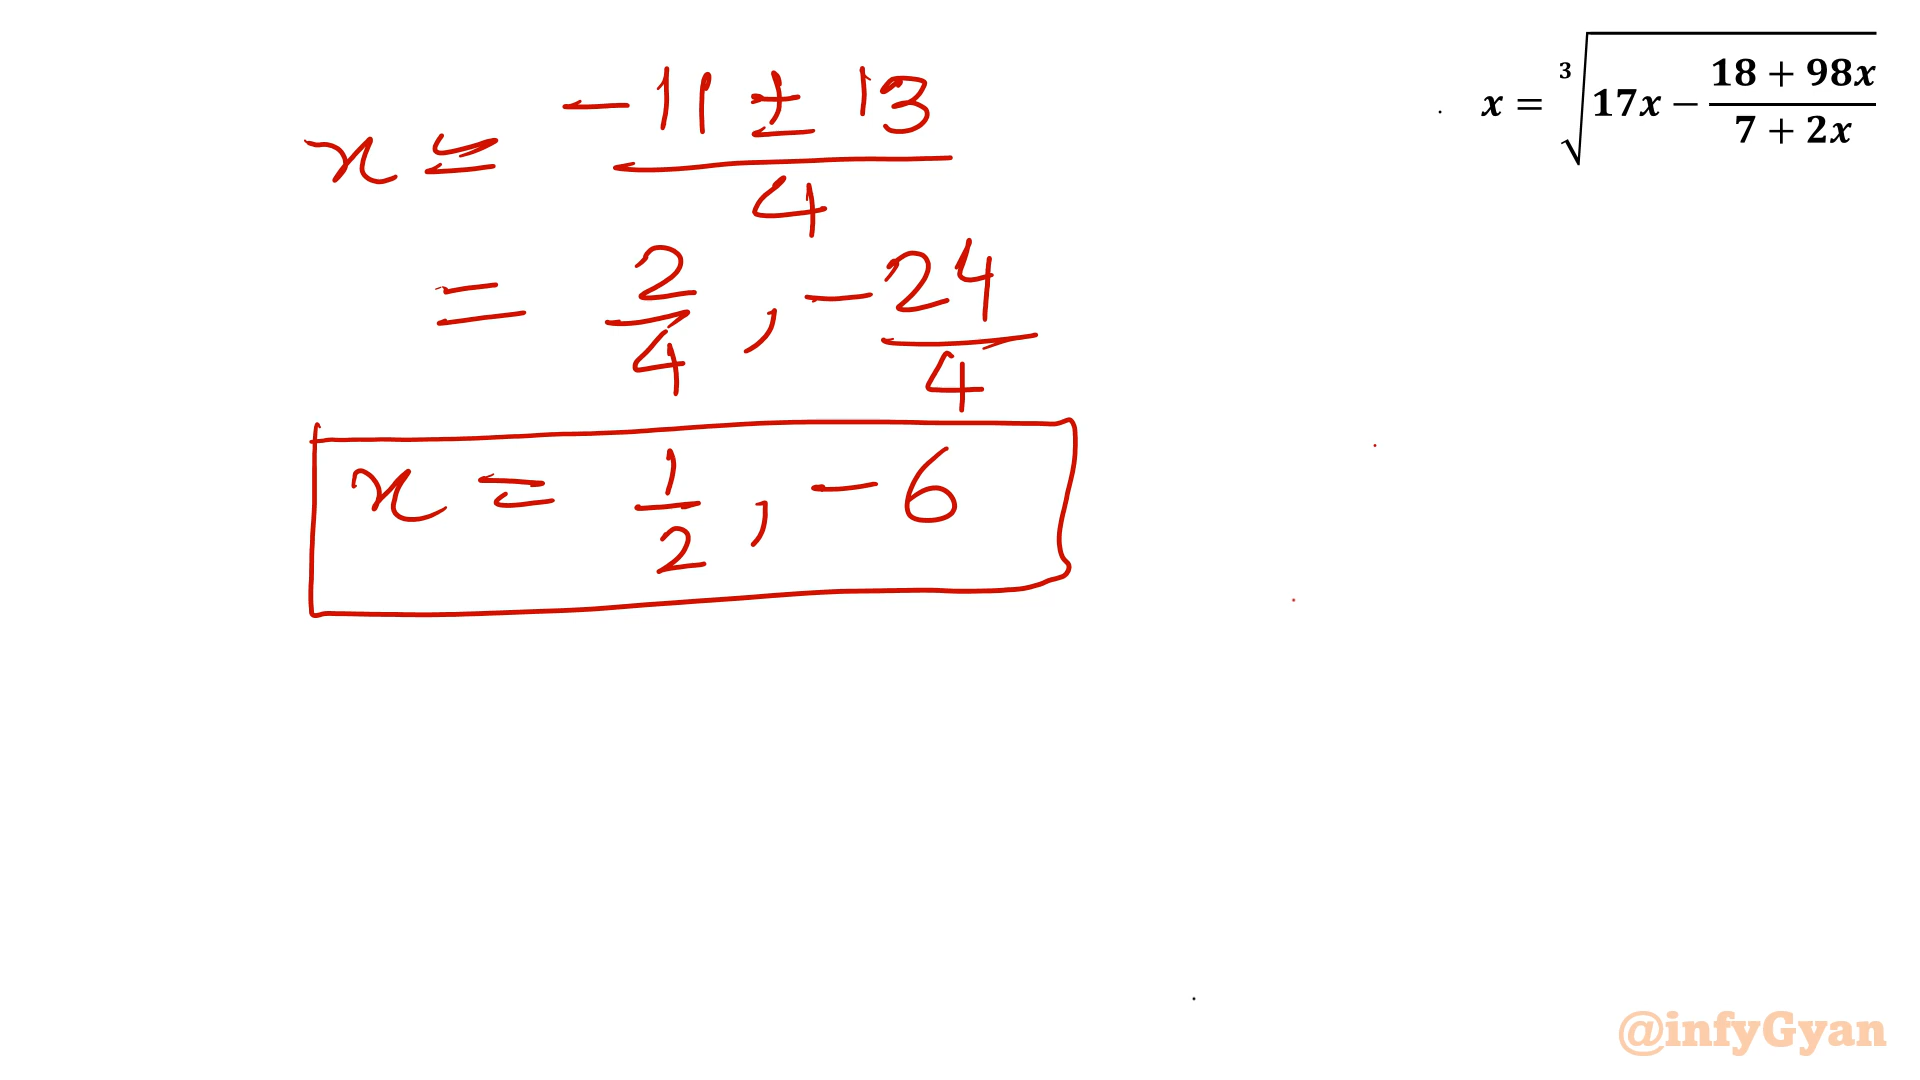 x = (-11 ± 13)/4
= 2/4 , -24/4
x = 1/2 , -6
x = ∛(17x − (18 + 98x)/(7 + 2x))
@infyGyan